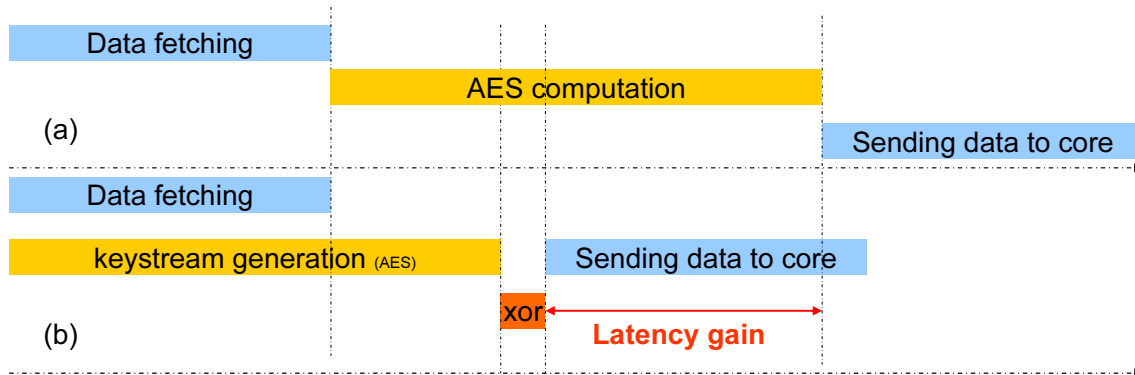 Data fetching
AES computation
(a)
Sending data to core
Data fetching
keystream generation (AES)
Sending data to core
xor
(b)
Latency gain